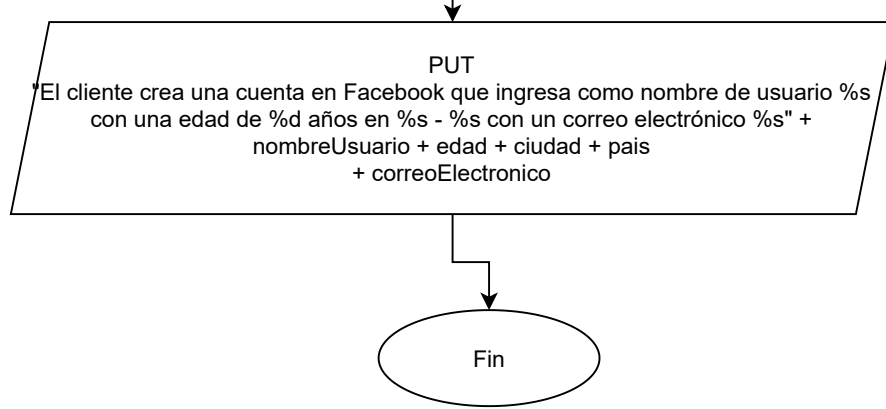 PUT
"El cliente crea una cuenta en Facebook que ingresa como nombre de usuario %s
con una edad de %d años en %s - %s con un correo electrónico %s" +
nombreUsuario + edad + ciudad + pais
+ correoElectronico
Fin